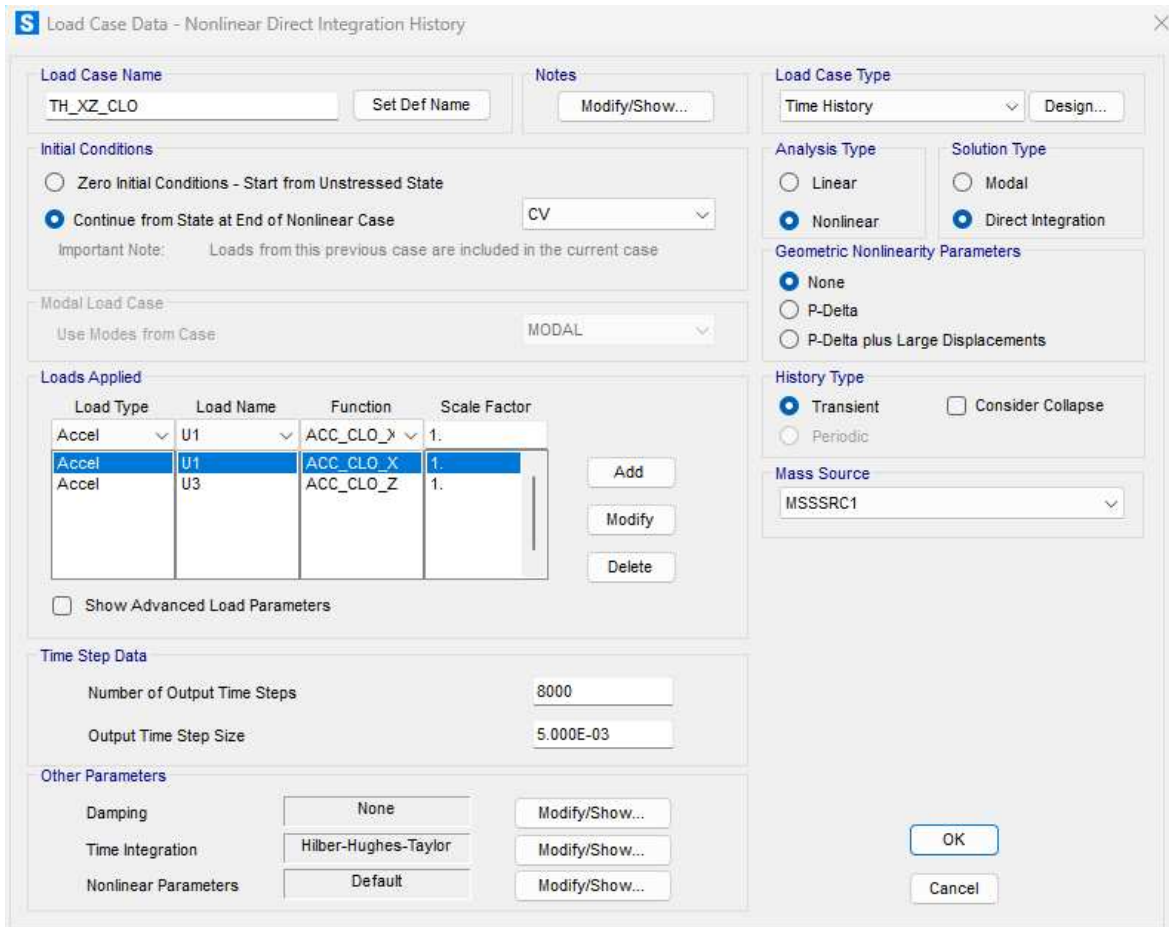 S Load Case Data - Nonlinear Direct Integration History
Load Case Name
TH_XZ_CLO
Set Def Name
Notes
Modify/Show...
Load Case Type
Time History
Design...
Initial Conditions
Zero Initial Conditions - Start from Unstressed State
Continue from State at End of Nonlinear Case
CV
Important Note: Loads from this previous case are included in the current case
Analysis Type
Linear
Nonlinear
Solution Type
Modal
Direct Integration
Geometric Nonlinearity Parameters
None
P-Delta
P-Delta plus Large Displacements
Modal Load Case
Use Modes from Case
MODAL
Loads Applied
Load Type Load Name Function Scale Factor
Accel U1 ACC_CLO_X 1.
Accel U1 ACC_CLO_X 1.
Accel U3 ACC_CLO_Z 1.
Add
Modify
Delete
Show Advanced Load Parameters
History Type
Transient
Consider Collapse
Periodic
Mass Source
MSSSRC1
Time Step Data
Number of Output Time Steps 8000
Output Time Step Size 5.000E-03
Other Parameters
Damping None Modify/Show...
Time Integration Hilber-Hughes-Taylor Modify/Show...
Nonlinear Parameters Default Modify/Show...
OK
Cancel